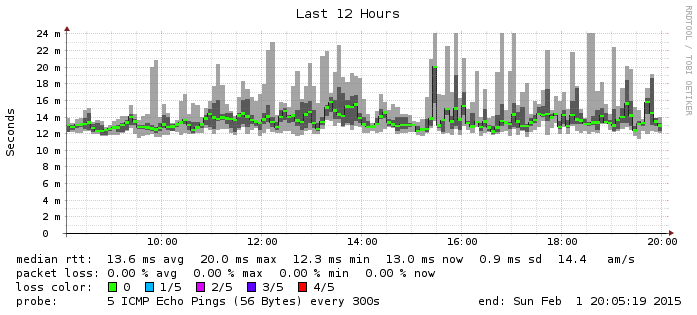 Last 12 Hours
RRDTOOL / TOBI OETIKER
Seconds
24 m
22 m
20 m
18 m
16 m
14 m
12 m
10 m
8 m
6 m
4 m
2 m
0
10:00 12:00 14:00 16:00 18:00 20:00
median rtt: 13.6 ms avg 20.0 ms max 12.3 ms min 13.0 ms now 0.9 ms sd 14.4 am/s
packet loss: 0.00 % avg 0.00 % max 0.00 % min 0.00 % now
loss color: 0 1/5 2/5 3/5 4/5
probe: 5 ICMP Echo Pings (56 Bytes) every 300s end: Sun Feb 1 20:05:19 2015